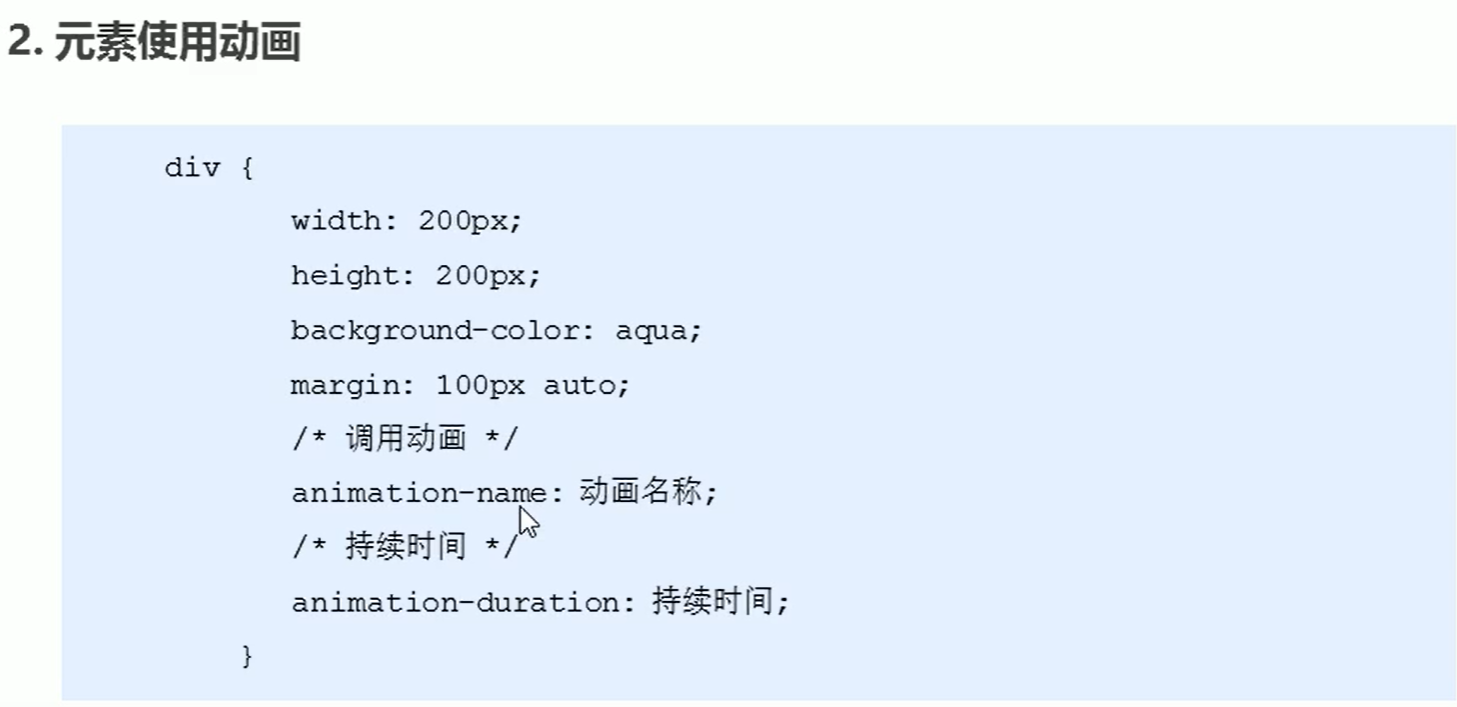 2. 元素使用动画
div {
width: 200px;
height: 200px;
background-color: aqua;
margin: 100px auto;
/* 调用动画 */
animation-name: 动画名称;
/* 持续时间 */
animation-duration: 持续时间;
}